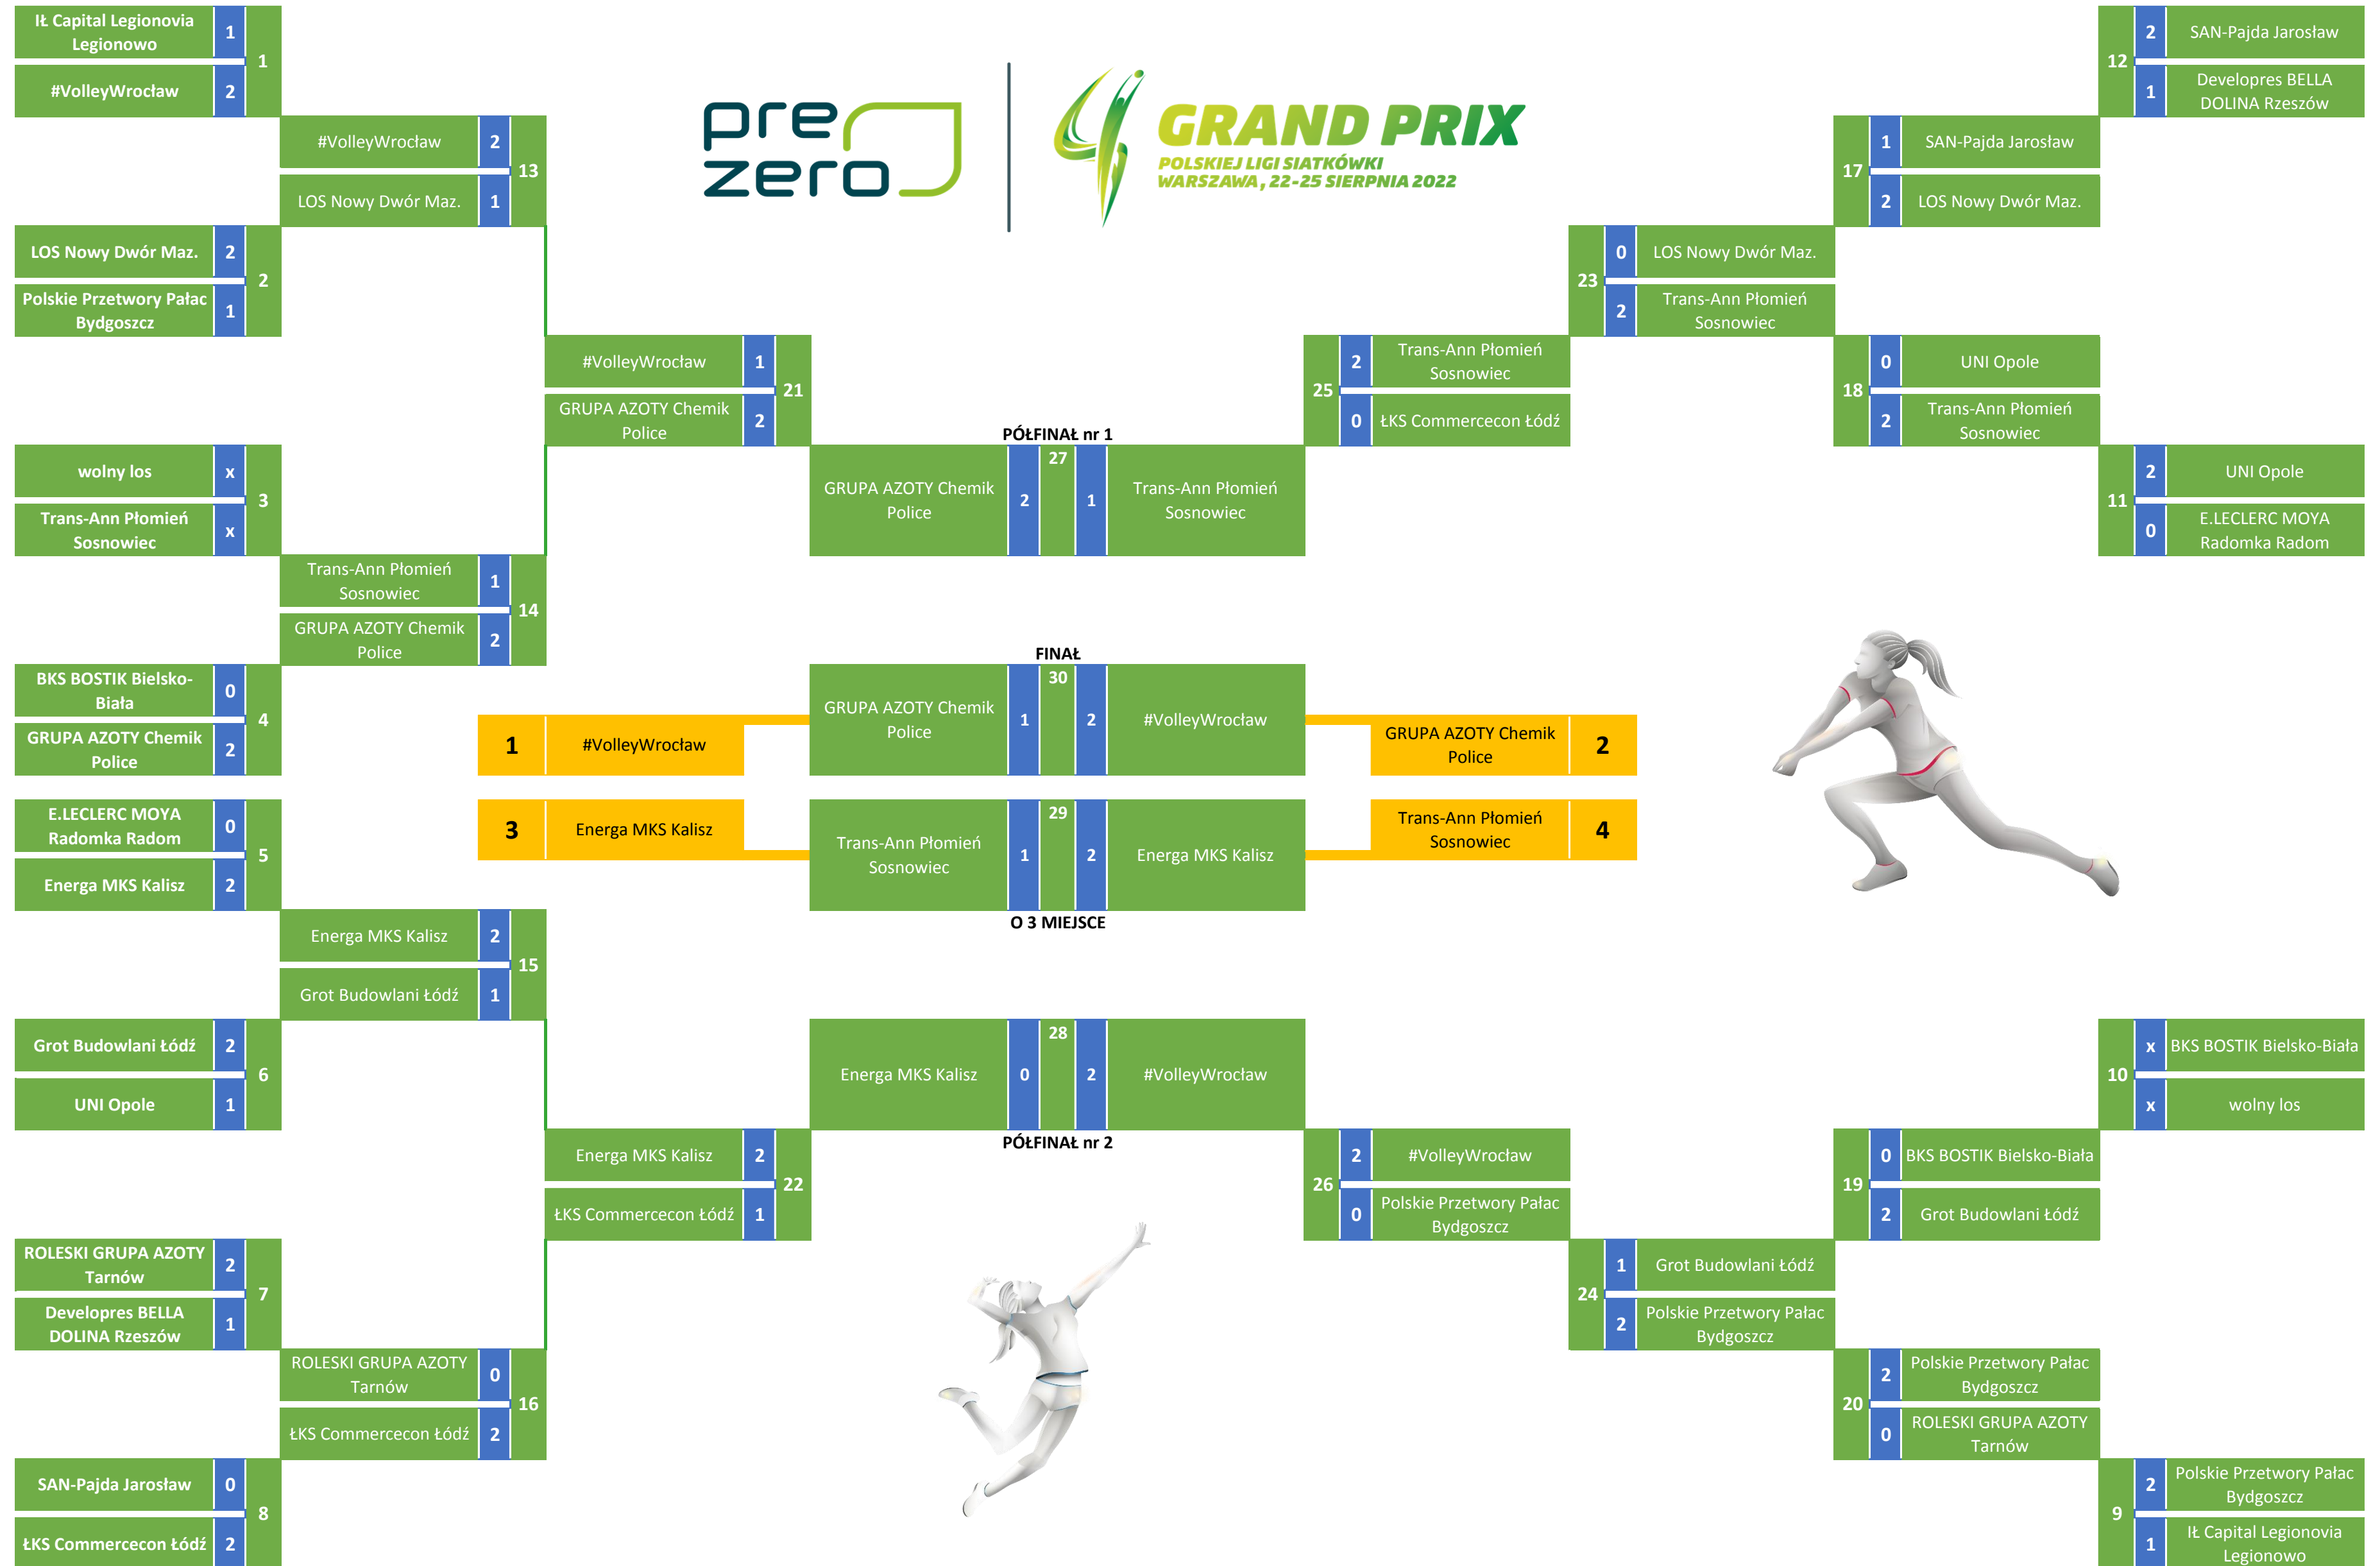 IŁ Capital Legionovia
Legionowo
1
#VolleyWrocław
2
1
#VolleyWrocław
2
LOS Nowy Dwór Maz.
1
13
LOS Nowy Dwór Maz.
2
Polskie Przetwory Pałac
Bydgoszcz
1
2
#VolleyWrocław
1
GRUPA AZOTY Chemik
Police
2
21
wolny los
x
Trans-Ann Płomień
Sosnowiec
x
3
Trans-Ann Płomień
Sosnowiec
1
GRUPA AZOTY Chemik
Police
2
14
BKS BOSTIK Bielsko-
Biała
0
GRUPA AZOTY Chemik
Police
2
4
E.LECLERC MOYA
Radomka Radom
0
Energa MKS Kalisz
2
5
Energa MKS Kalisz
2
Grot Budowlani Łódź
1
15
Grot Budowlani Łódź
2
UNI Opole
1
6
Energa MKS Kalisz
2
ŁKS Commercecon Łódź
1
22
ROLESKI GRUPA AZOTY
Tarnów
2
Developres BELLA
DOLINA Rzeszów
1
7
ROLESKI GRUPA AZOTY
Tarnów
0
ŁKS Commercecon Łódź
2
16
SAN-Pajda Jarosław
0
ŁKS Commercecon Łódź
2
8
pre
zero
GRAND PRIX
POLSKIEJ LIGI SIATKÓWKI
WARSZAWA, 22-25 SIERPNIA 2022
PÓŁFINAŁ nr 1
GRUPA AZOTY Chemik
Police
2
27
1
Trans-Ann Płomień
Sosnowiec
FINAŁ
GRUPA AZOTY Chemik
Police
1
30
2
#VolleyWrocław
1
#VolleyWrocław
GRUPA AZOTY Chemik
Police
2
3
Energa MKS Kalisz
Trans-Ann Płomień
Sosnowiec
4
Trans-Ann Płomień
Sosnowiec
1
29
2
Energa MKS Kalisz
O 3 MIEJSCE
Energa MKS Kalisz
0
28
2
#VolleyWrocław
PÓŁFINAŁ nr 2
12
2
SAN-Pajda Jarosław
1
Developres BELLA
DOLINA Rzeszów
17
1
SAN-Pajda Jarosław
2
LOS Nowy Dwór Maz.
23
0
LOS Nowy Dwór Maz.
2
Trans-Ann Płomień
Sosnowiec
25
2
Trans-Ann Płomień
Sosnowiec
0
ŁKS Commercecon Łódź
18
0
UNI Opole
2
Trans-Ann Płomień
Sosnowiec
11
2
UNI Opole
0
E.LECLERC MOYA
Radomka Radom
10
x
BKS BOSTIK Bielsko-Biała
x
wolny los
19
0
BKS BOSTIK Bielsko-Biała
2
Grot Budowlani Łódź
26
2
#VolleyWrocław
0
Polskie Przetwory Pałac
Bydgoszcz
24
1
Grot Budowlani Łódź
2
Polskie Przetwory Pałac
Bydgoszcz
20
2
Polskie Przetwory Pałac
Bydgoszcz
0
ROLESKI GRUPA AZOTY
Tarnów
9
2
Polskie Przetwory Pałac
Bydgoszcz
1
IŁ Capital Legionovia
Legionowo